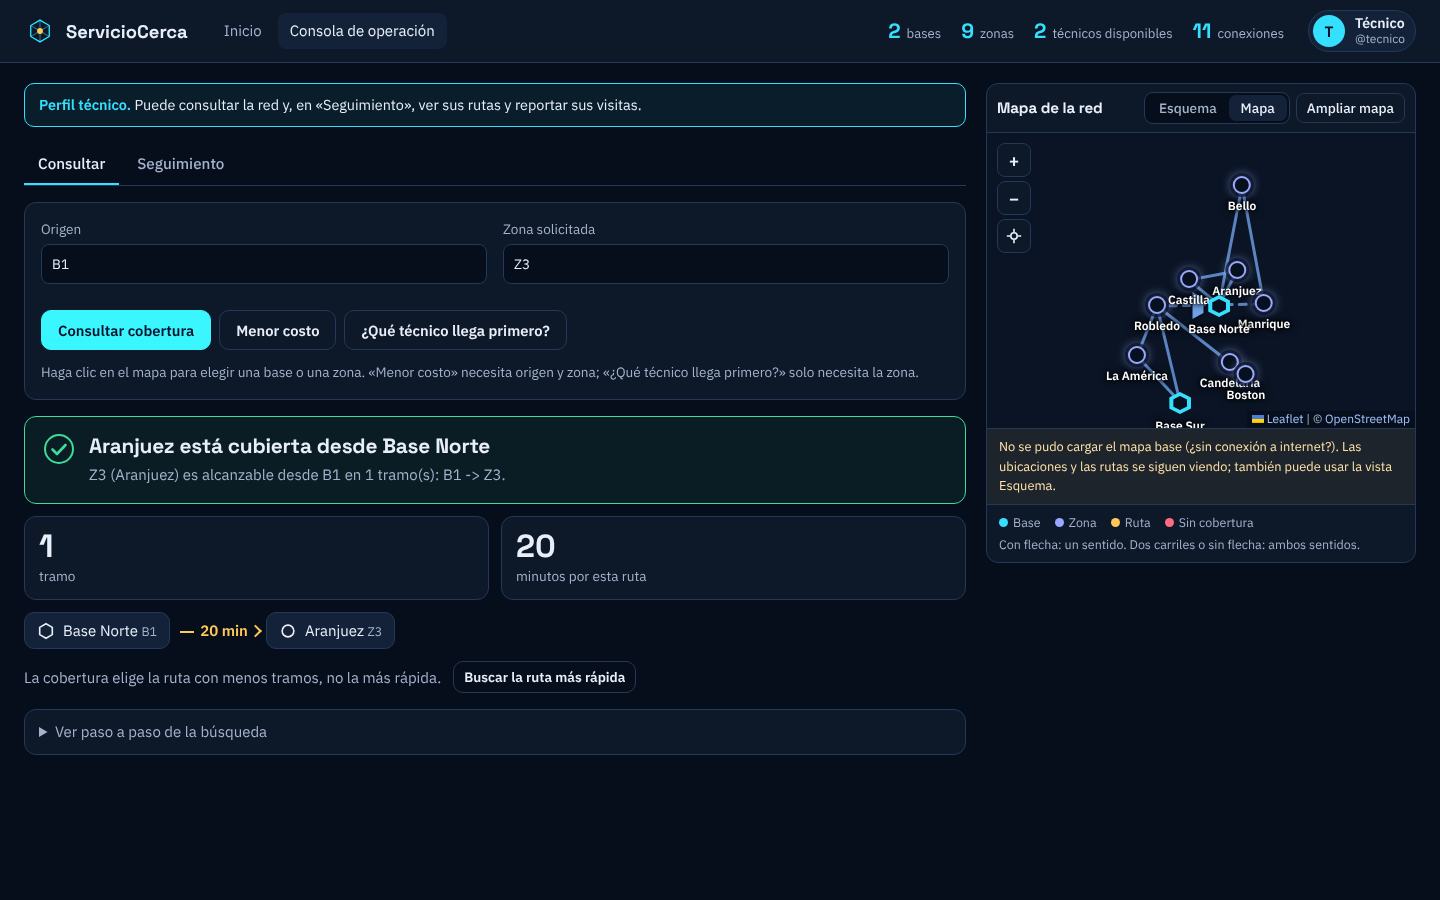 ServicioCerca
Inicio
Consola de operación
2 bases
9 zonas
2 técnicos disponibles
11 conexiones
T
Técnico
@tecnico
Perfil técnico. Puede consultar la red y, en «Seguimiento», ver sus rutas y reportar sus visitas.
Consultar
Seguimiento
Origen
B1
Zona solicitada
Z3
Consultar cobertura
Menor costo
¿Qué técnico llega primero?
Haga clic en el mapa para elegir una base o una zona. «Menor costo» necesita origen y zona; «¿Qué técnico llega primero?» solo necesita la zona.
Aranjuez está cubierta desde Base Norte
Z3 (Aranjuez) es alcanzable desde B1 en 1 tramo(s): B1 -> Z3.
1
tramo
20
minutos por esta ruta
Base Norte B1
— 20 min
Aranjuez Z3
La cobertura elige la ruta con menos tramos, no la más rápida.
Buscar la ruta más rápida
Ver paso a paso de la búsqueda
Mapa de la red
Esquema
Mapa
Ampliar mapa
+
−
Bello
Aranjuez
Castilla
Robledo
Base Norte
Manrique
La América
Candelaria
Boston
Base Sur
Leaflet | © OpenStreetMap
No se pudo cargar el mapa base (¿sin conexión a internet?). Las
ubicaciones y las rutas se siguen viendo; también puede usar la vista
Esquema.
Base
Zona
Ruta
Sin cobertura
Con flecha: un sentido. Dos carriles o sin flecha: ambos sentidos.